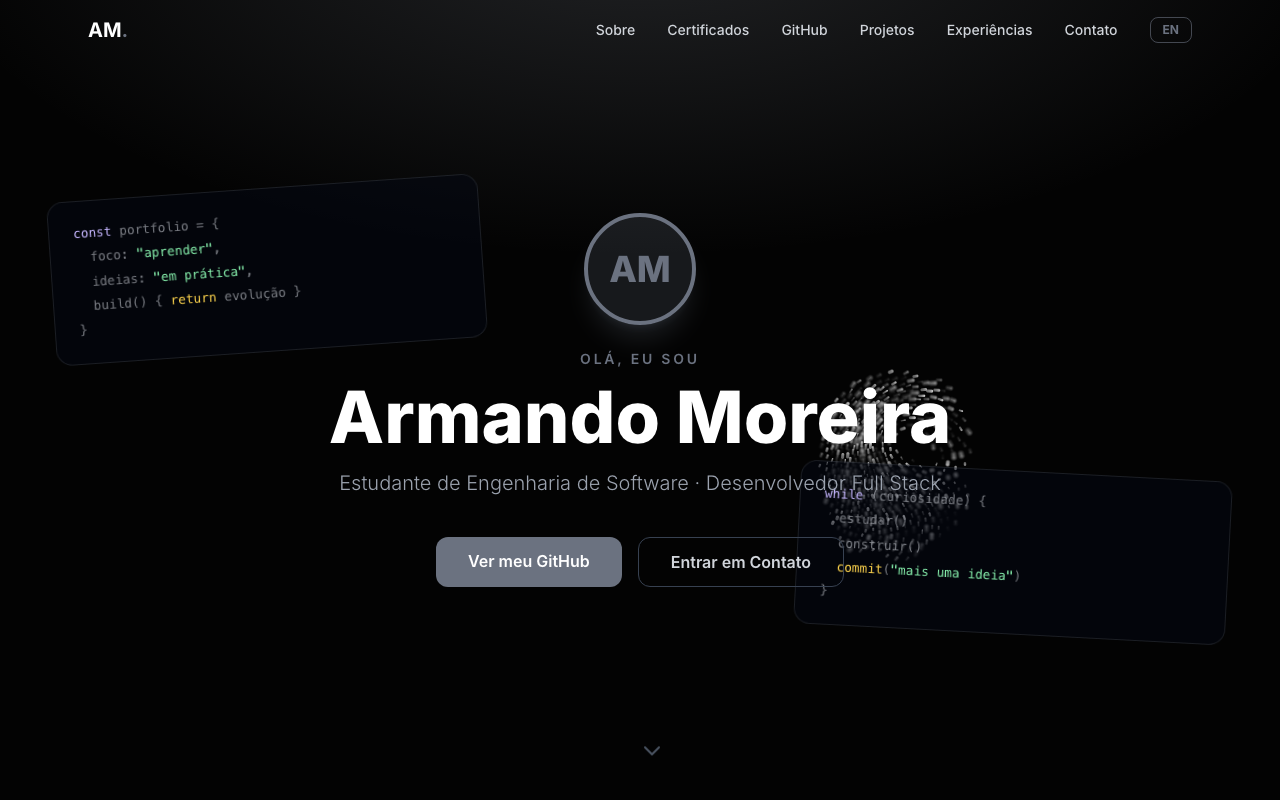 AM.
Sobre Certificados GitHub Projetos Experiências Contato EN
const portfolio = {
foco: "aprender",
ideias: "em prática",
build() { return evolução }
}
AM
OLÁ, EU SOU
Armando Moreira
Estudante de Engenharia de Software · Desenvolvedor Full Stack
Ver meu GitHub
Entrar em Contato
while (curiosidade) {
estudar()
construir()
commit("mais uma ideia")
}